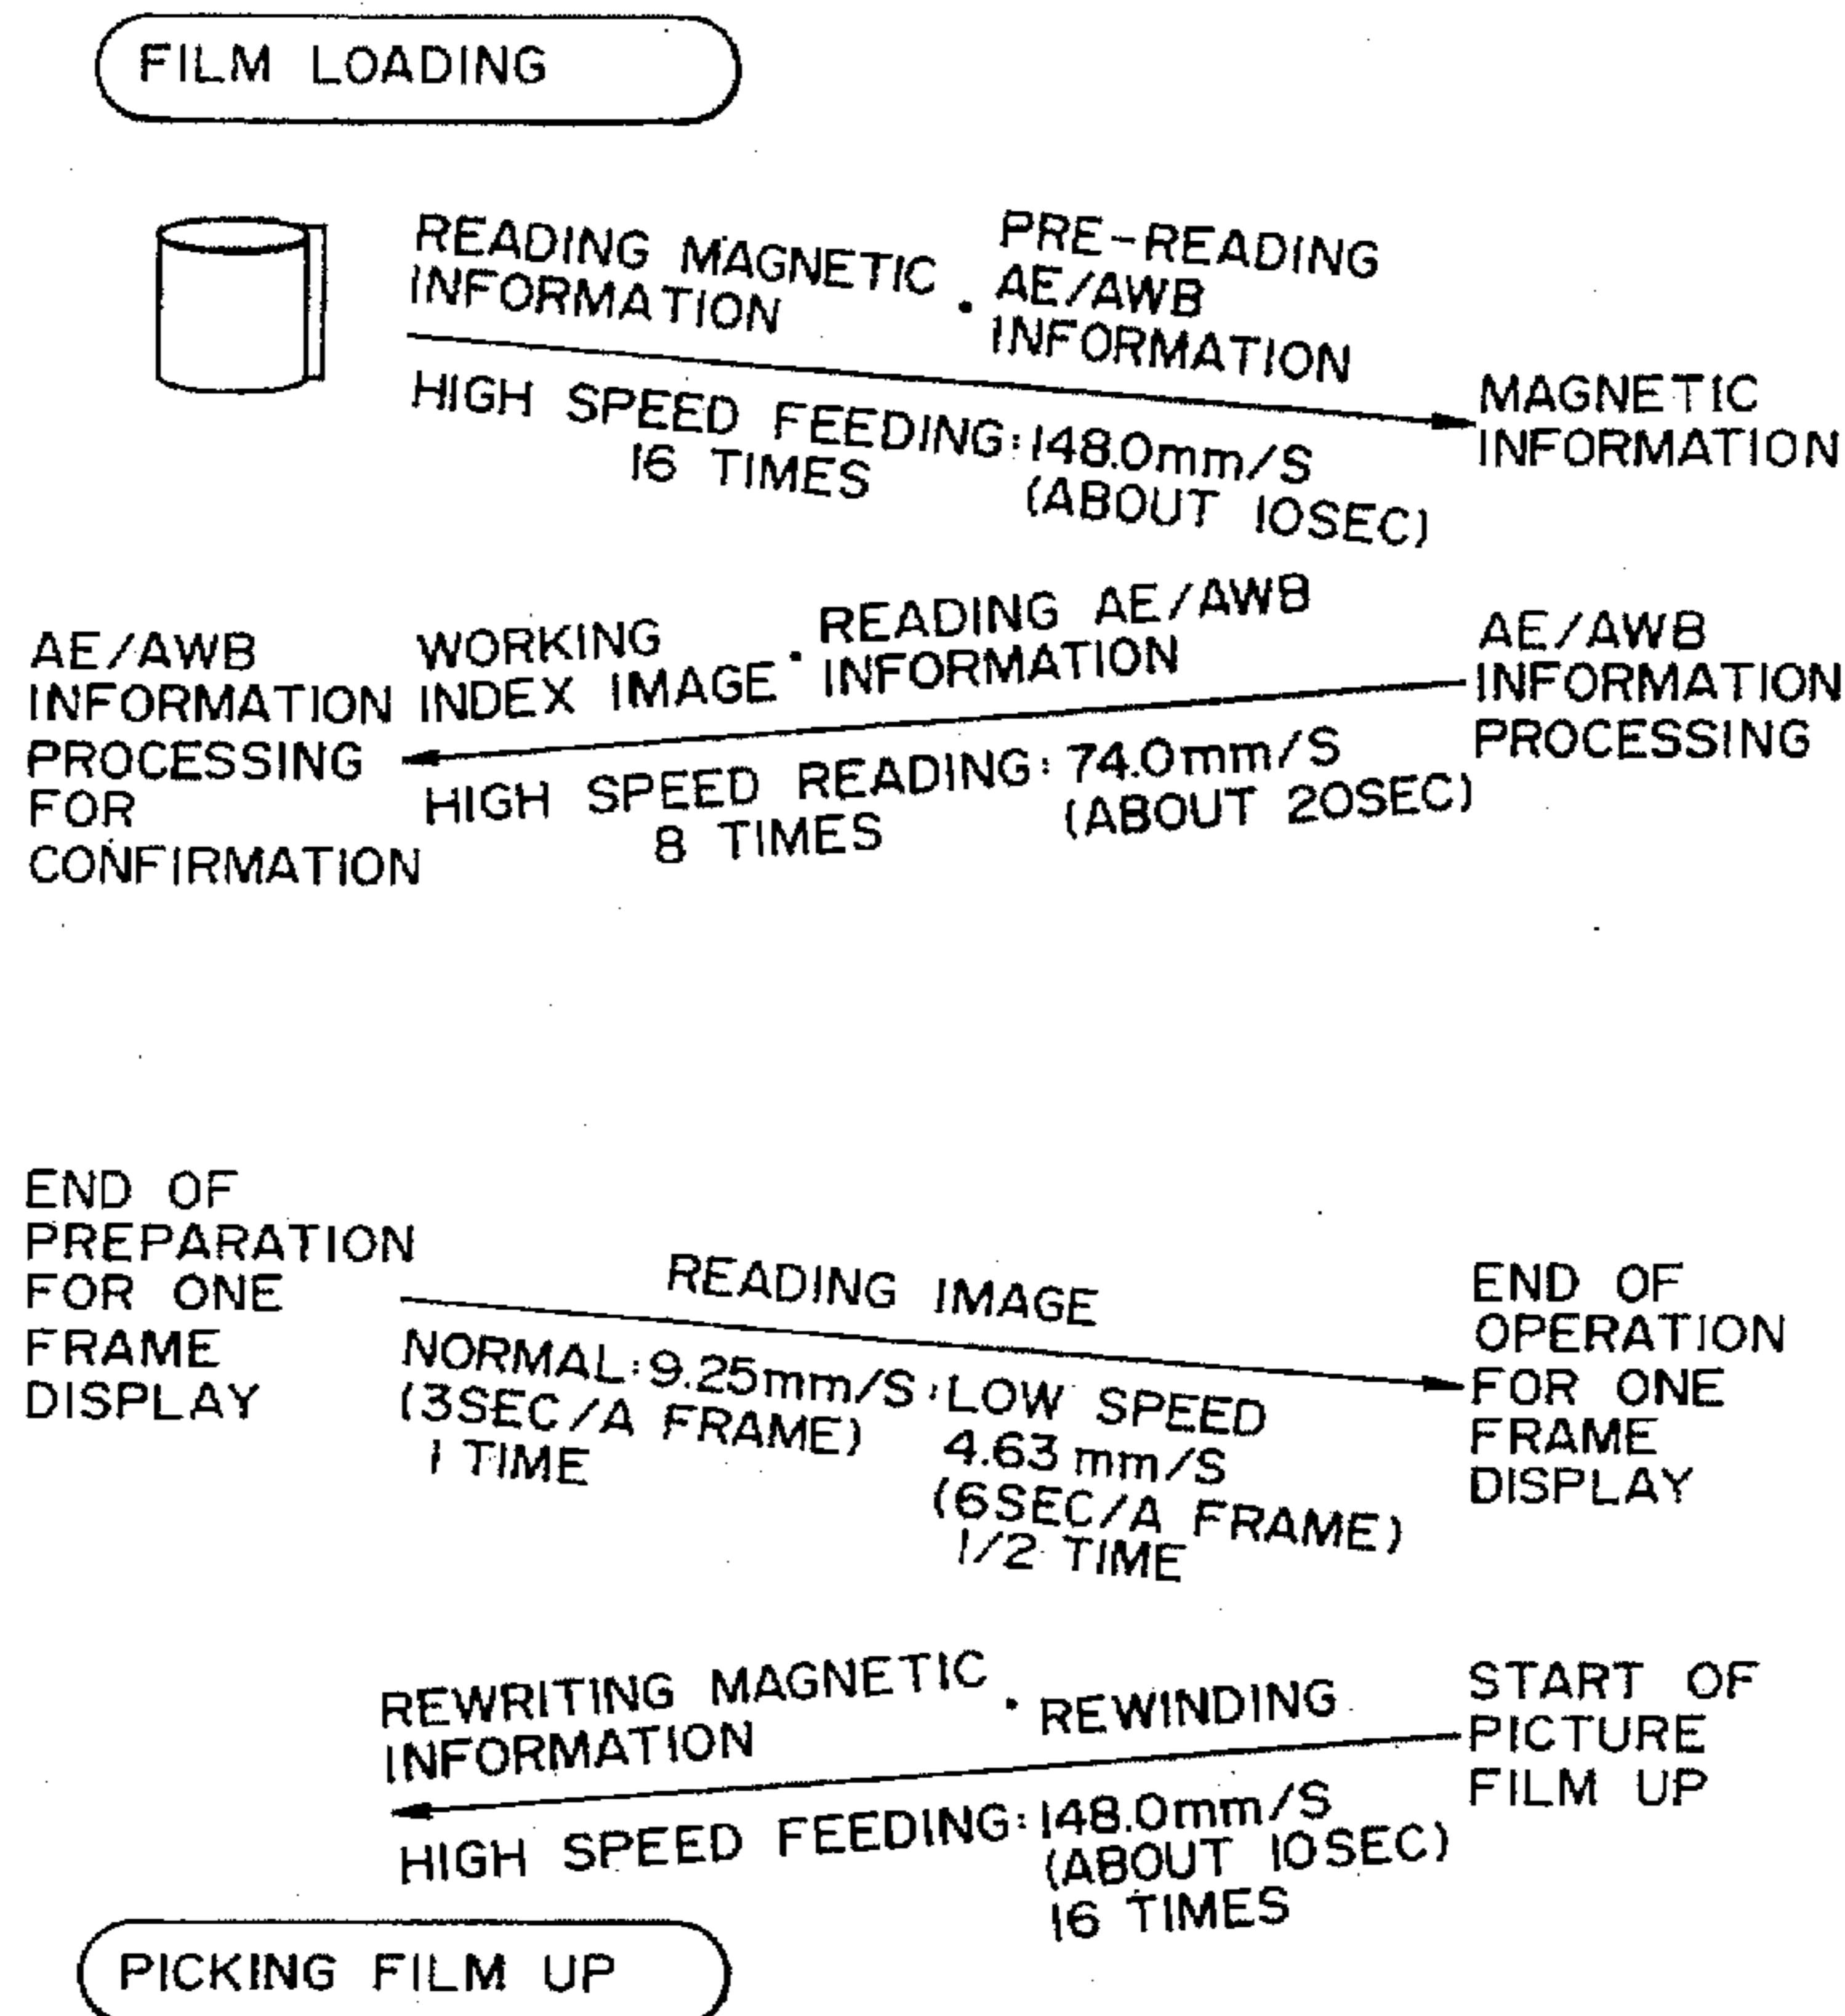 FILM LOADING
READING MAGNETIC
INFORMATION
PRE-READING
AE/AWB
INFORMATION
HIGH SPEED FEEDING:148.0mm/S
16 TIMES
(ABOUT 10SEC)
MAGNETIC
INFORMATION
AE/AWB
INFORMATION
PROCESSING
FOR
CONFIRMATION
WORKING
INDEX IMAGE
READING AE/AWB
INFORMATION
HIGH SPEED READING:74.0mm/S
8 TIMES
(ABOUT 20SEC)
AE/AWB
INFORMATION
PROCESSING
END OF
PREPARATION
FOR ONE
FRAME
DISPLAY
READING IMAGE
NORMAL:9.25mm/S
(3SEC/A FRAME)
1 TIME
LOW SPEED
4.63mm/S
(6SEC/A FRAME)
1/2 TIME
END OF
OPERATION
FOR ONE
FRAME
DISPLAY
REWRITING MAGNETIC
INFORMATION
REWINDING
HIGH SPEED FEEDING:148.0mm/S
(ABOUT 10SEC)
16 TIMES
START OF
PICTURE
FILM UP
PICKING FILM UP